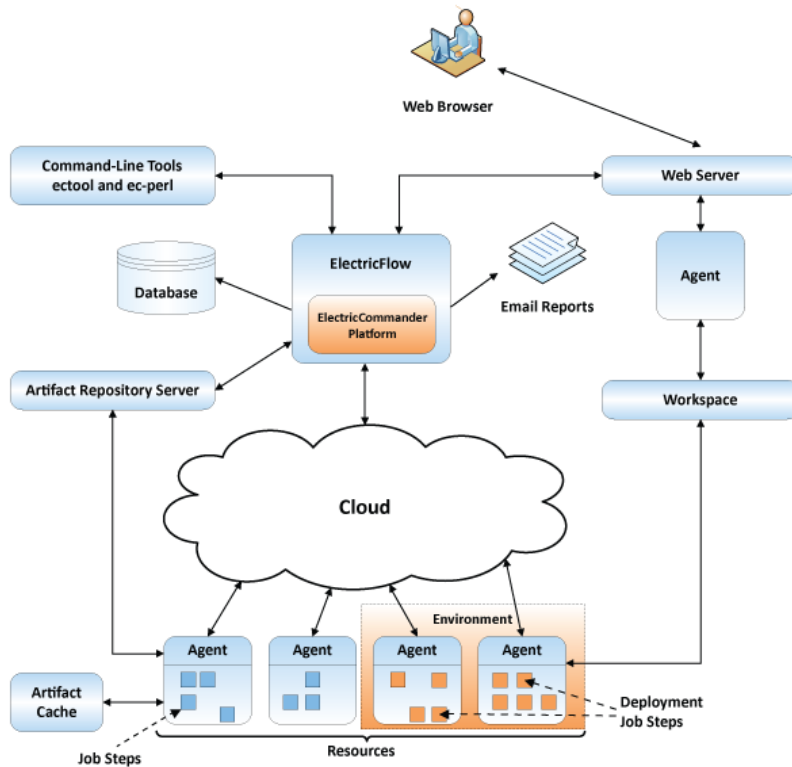 Web Browser
Command-Line Tools
ectool and ec-perl
Web Server
ElectricFlow
Database
Email Reports
Agent
ElectricCommander
Platform
Artifact Repository Server
Workspace
Cloud
Environment
Agent
Agent
Agent
Agent
Artifact
Cache
Deployment
Job Steps
Job Steps
Resources